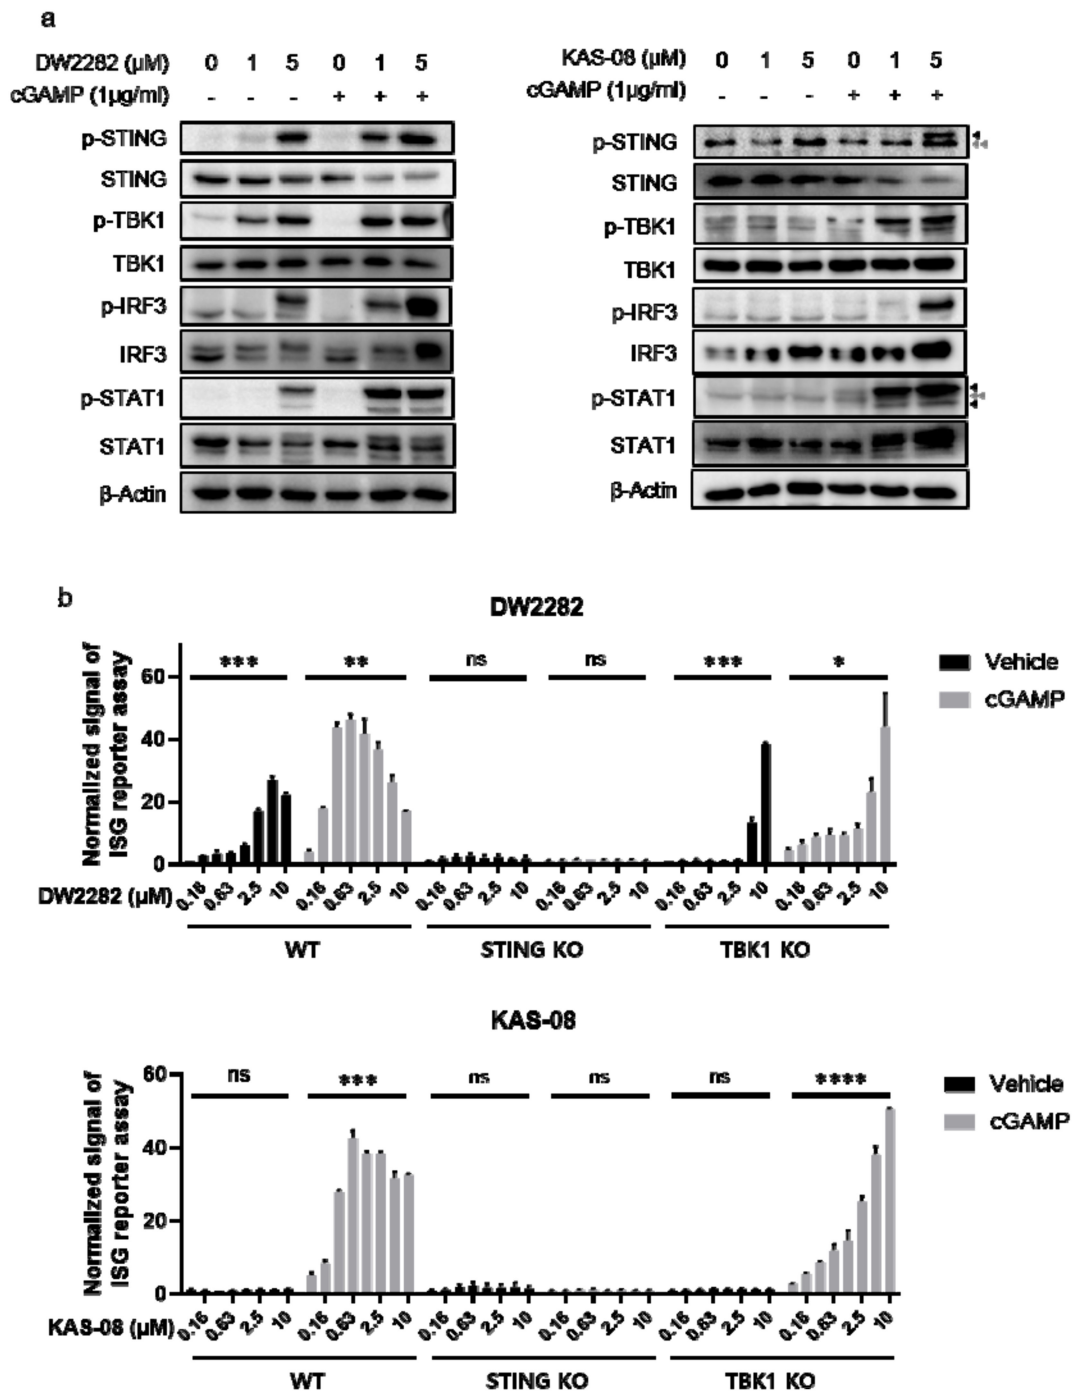 a
DW2282 (μM) 0 1 5 0 1 5
cGAMP (1μg/ml) - - - + + +
p-STING
STING
p-TBK1
TBK1
p-IRF3
IRF3
p-STAT1
STAT1
β-Actin
KAS-08 (μM) 0 1 5 0 1 5
cGAMP (1μg/ml) - - - + + +
p-STING
STING
p-TBK1
TBK1
p-IRF3
IRF3
p-STAT1
STAT1
β-Actin
b
DW2282
Normalized signal of
ISG reporter assay
60
40
20
0
*** ** ns ns *** *
Vehicle
cGAMP
DW2282 (μM) 0.16 0.63 2.5 10 0.16 0.63 2.5 10 0.16 0.63 2.5 10 0.16 0.63 2.5 10 0.16 0.63 2.5 10 0.16 0.63 2.5 10
WT STING KO TBK1 KO
KAS-08
Normalized signal of
ISG reporter assay
60
40
20
0
ns *** ns ns ns ****
Vehicle
cGAMP
KAS-08 (μM) 0.16 0.63 2.5 10 0.16 0.63 2.5 10 0.16 0.63 2.5 10 0.16 0.63 2.5 10 0.16 0.63 2.5 10 0.16 0.63 2.5 10
WT STING KO TBK1 KO